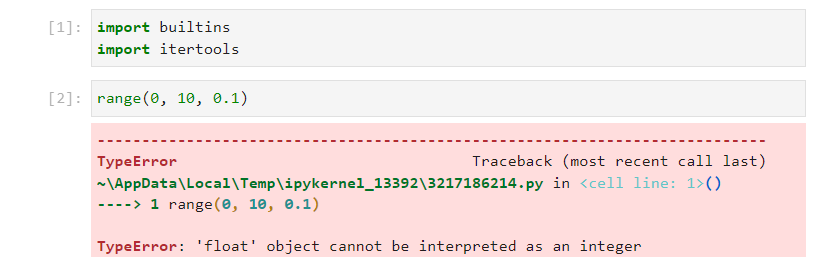 [1]: import builtins
import itertools
[2]: range(0, 10, 0.1)
---------------------------------------------------------------------------
TypeError                                 Traceback (most recent call last)
~\AppData\Local\Temp\ipykernel_13392\3217186214.py in <cell line: 1>()
----> 1 range(0, 10, 0.1)
TypeError: 'float' object cannot be interpreted as an integer